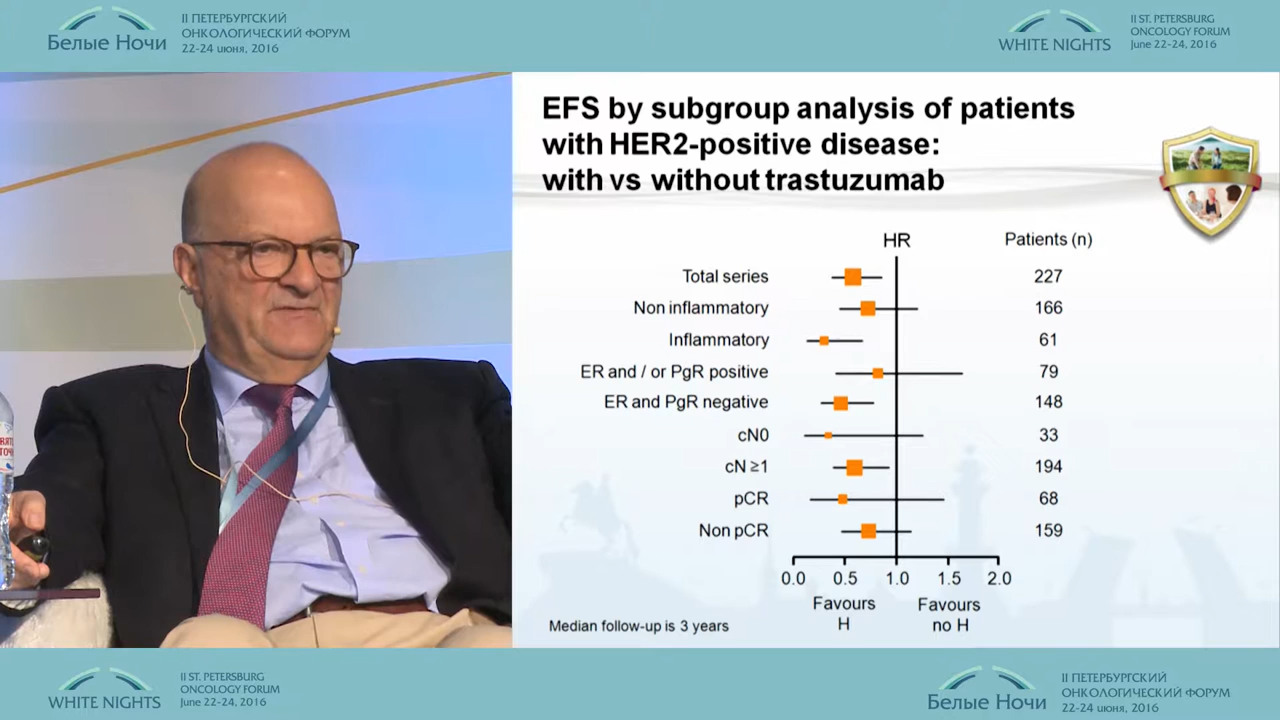 Белые Ночи
II ПЕТЕРБУРГСКИЙ
ОНКОЛОГИЧЕСКИЙ ФОРУМ
22-24 июня, 2016
WHITE NIGHTS
II ST. PETERSBURG
ONCOLOGY FORUM
June 22-24, 2016
EFS by subgroup analysis of patients
with HER2-positive disease:
with vs without trastuzumab
HR Patients (n)
Total series 227
Non inflammatory 166
Inflammatory 61
ER and / or PgR positive 79
ER and PgR negative 148
cN0 33
cN ≥1 194
pCR 68
Non pCR 159
0.0 0.5 1.0 1.5 2.0
Favours Favours
H no H
Median follow-up is 3 years
WHITE NIGHTS
II ST. PETERSBURG
ONCOLOGY FORUM
June 22-24, 2016
Белые Ночи
II ПЕТЕРБУРГСКИЙ
ОНКОЛОГИЧЕСКИЙ ФОРУМ
22-24 июня, 2016